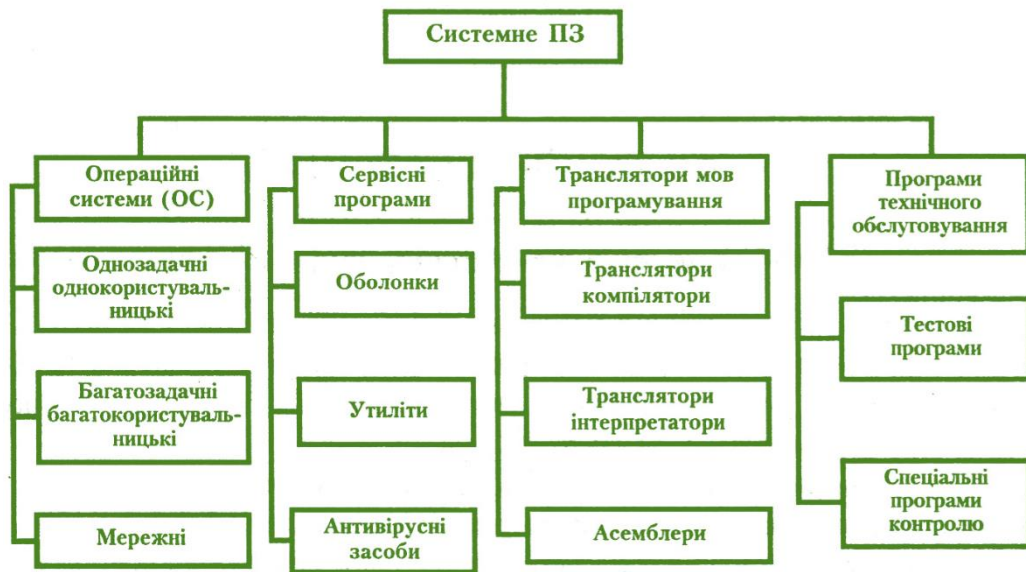 Системне ПЗ
Операційні
системи (ОС)
Однозадачні
однокористуваль-
ницькі
Багатозадачні
багатокористуваль-
ницькі
Мережні
Сервісні
програми
Оболонки
Утиліти
Антивірусні
засоби
Транслятори мов
програмування
Транслятори
компілятори
Транслятори
інтерпретатори
Асемблери
Програми
технічного
обслуговування
Тестові
програми
Спеціальні
програми
контролю